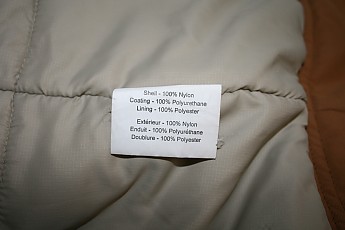 Shell - 100% Nylon
Coating - 100% Polyurethane
Lining - 100% Polyester
Extérieur - 100% Nylon
Enduit - 100% Polyuréthane
Doublure - 100% Polyester